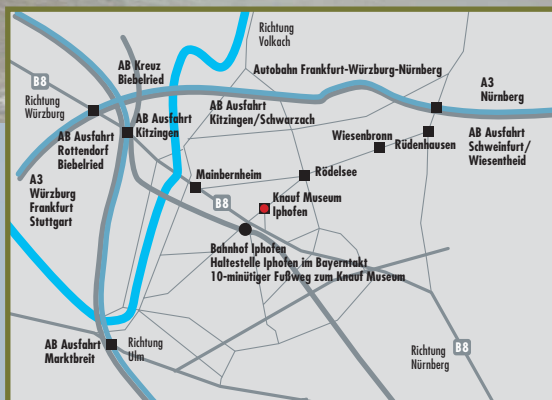 Richtung
Volkach
AB Kreuz
Biebelried
B8
Richtung
Würzburg
Autobahn Frankfurt-Würzburg-Nürnberg
A3
Nürnberg
AB Ausfahrt
Kitzingen/Schwarzach
AB Ausfahrt
Kitzingen
AB Ausfahrt
Rottendorf
Biebelried
AB Ausfahrt
Schweinfurt/
Wiesentheid
Wiesenbronn
Rüdenhausen
A3
Würzburg
Frankfurt
Stuttgart
Mainbernheim
Rödelsee
B8
Knauf Museum
Iphofen
Bahnhof Iphofen
Haltestelle Iphofen im Bayerntakt
10-minütiger Fußweg zum Knauf Museum
AB Ausfahrt
Marktbreit
Richtung
Ulm
Richtung
Nürnberg
B8